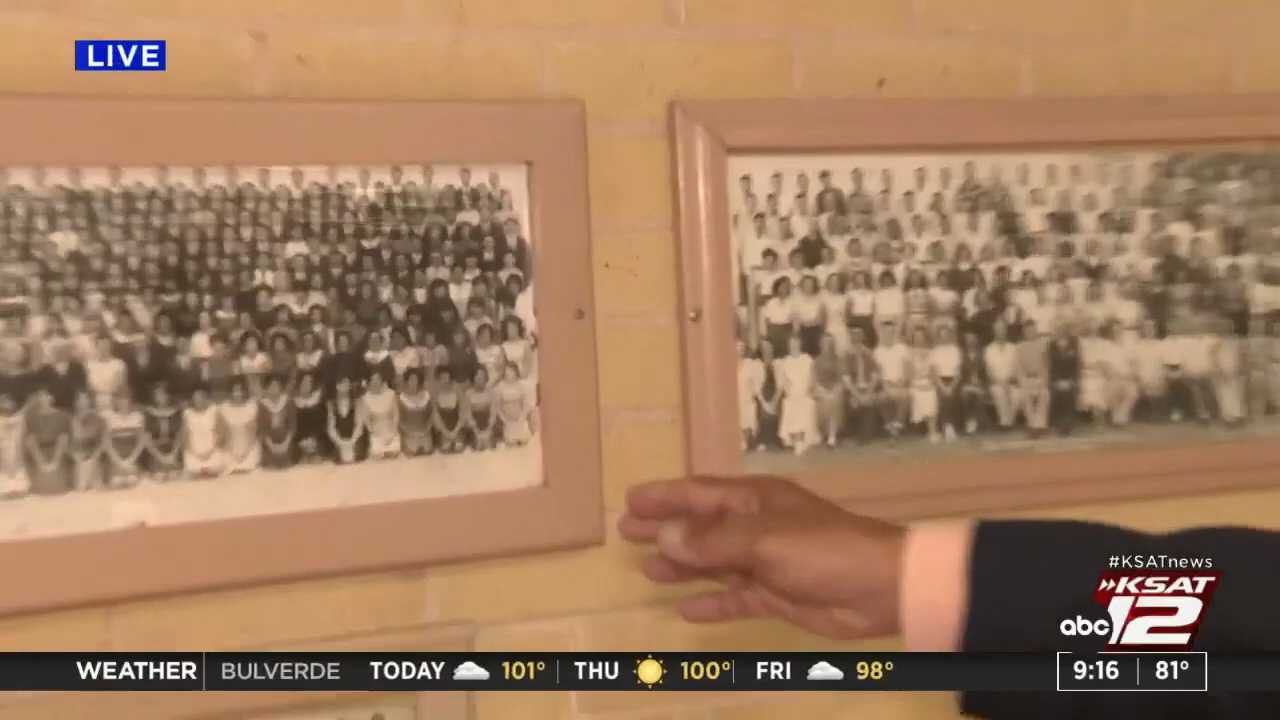 LIVE
#KSATnews
KSAT
abc 12
WEATHER BULVERDE TODAY 101° THU 100° FRI 98° 9:16 81°